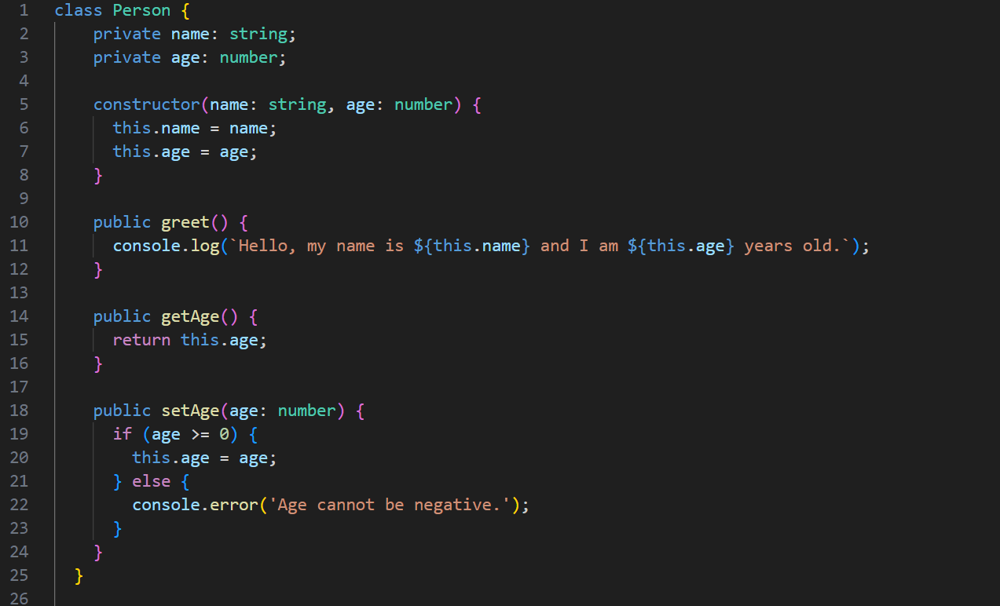 1 class Person {
2 private name: string;
3 private age: number;
4
5 constructor(name: string, age: number) {
6 this.name = name;
7 this.age = age;
8 }
9
10 public greet() {
11 console.log(`Hello, my name is ${this.name} and I am ${this.age} years old.`);
12 }
13
14 public getAge() {
15 return this.age;
16 }
17
18 public setAge(age: number) {
19 if (age >= 0) {
20 this.age = age;
21 } else {
22 console.error('Age cannot be negative.');
23 }
24 }
25 }
26